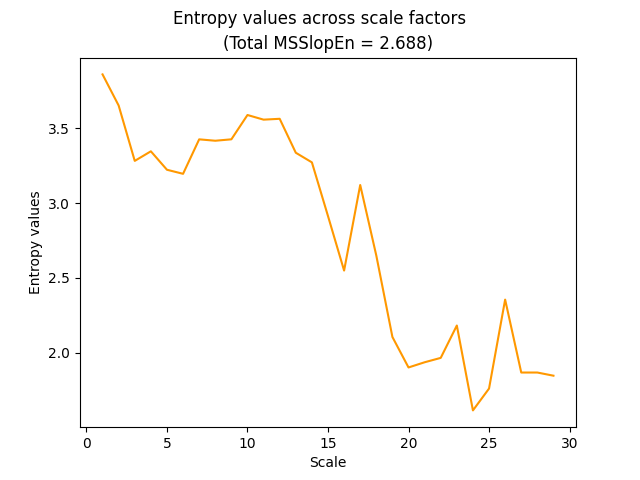 Entropy values across scale factors
(Total MSSlopEn = 2.688)
3.5
3.0
2.5
2.0
Entropy values
0 5 10 15 20 25 30
Scale